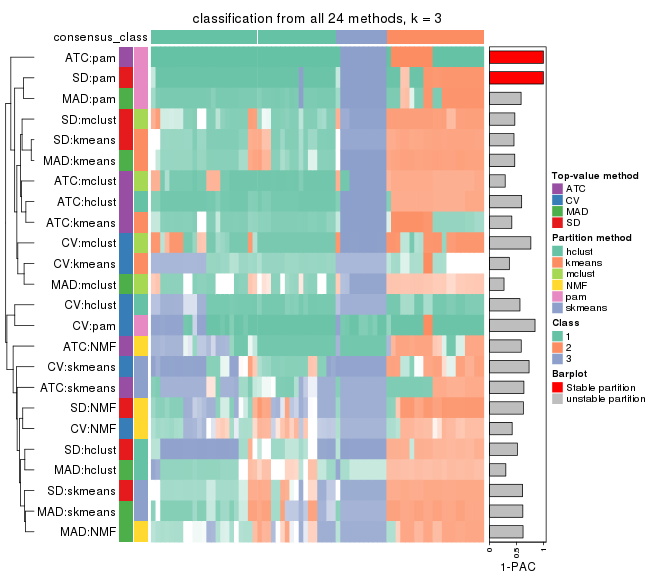 classification from all 24 methods, k = 3
consensus_class
ATC:pam
SD:pam
MAD:pam
SD:mclust
SD:kmeans
MAD:kmeans
ATC:mclust
ATC:hclust
ATC:kmeans
CV:mclust
CV:kmeans
MAD:mclust
CV:hclust
CV:pam
ATC:NMF
CV:skmeans
ATC:skmeans
SD:NMF
CV:NMF
SD:hclust
MAD:hclust
SD:skmeans
MAD:skmeans
MAD:NMF
0
0.5
1
1-PAC
Top-value method
ATC
CV
MAD
SD
Partition method
hclust
kmeans
mclust
NMF
pam
skmeans
Class
1
2
3
Barplot
Stable partition
unstable partition